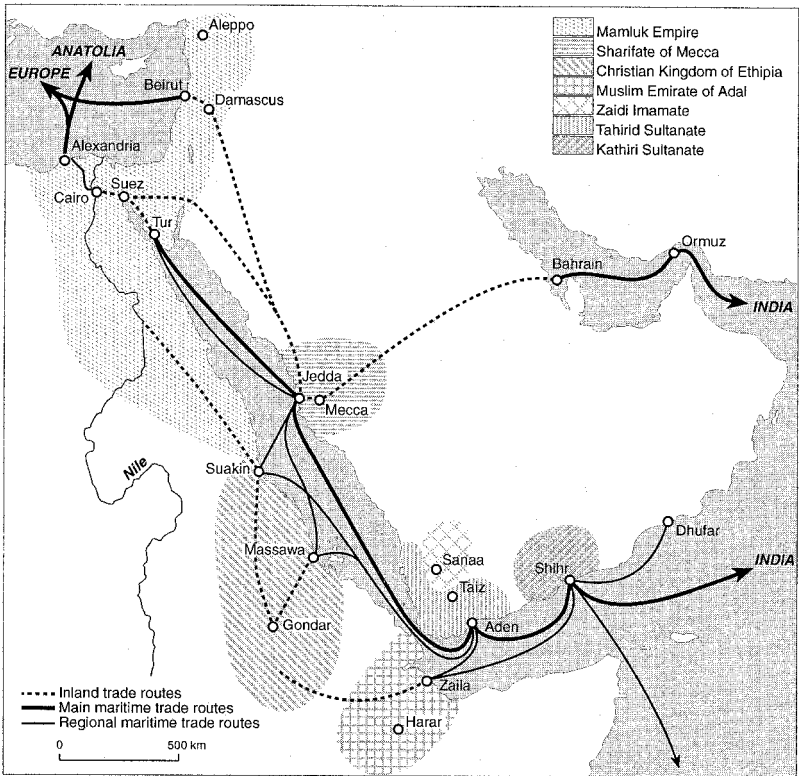 Aleppo
ANATOLIA
EUROPE
Beirut
Damascus
Alexandria
Cairo
Suez
Tur
Mamluk Empire
Sharifate of Mecca
Christian Kingdom of Ethipia
Muslim Emirate of Adal
Zaidi Imamate
Tahirid Sultanate
Kathiri Sultanate
Ormuz
Bahrain
INDIA
Jedda
Mecca
Nile
Suakin
Massawa
Gondar
Sanaa
Taiz
Aden
Shihr
Dhufar
INDIA
Zaila
Harar
Inland trade routes
Main maritime trade routes
Regional maritime trade routes
0 500 km